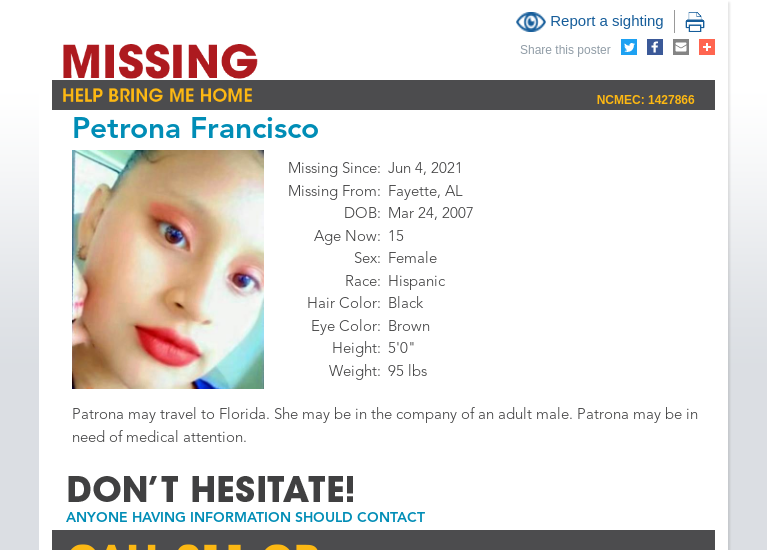 Report a sighting
Share this poster
MISSING
HELP BRING ME HOME
NCMEC: 1427866
Petrona Francisco
Missing Since: Jun 4, 2021
Missing From: Fayette, AL
DOB: Mar 24, 2007
Age Now: 15
Sex: Female
Race: Hispanic
Hair Color: Black
Eye Color: Brown
Height: 5'0"
Weight: 95 lbs
Patrona may travel to Florida. She may be in the company of an adult male. Patrona may be in
need of medical attention.
DON'T HESITATE!
ANYONE HAVING INFORMATION SHOULD CONTACT